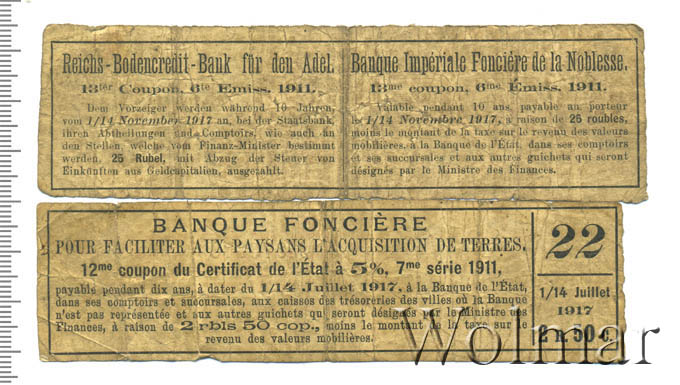 Reichs-Bodencredit-Bank für den Adel.
13ter Coupon, 6te Emiss. 1911.
Dem Vorzeiger werden während 10 Jahren,
vom 1/14 November 1917 an, bei der Staatsbank,
ihren Abtheilungen und Comptoirs, wie auch an
den Stellen, welche vom Finanz-Minister bestimmt
werden, 25 Rubel, mit Abzug der Steuer von
Einkünften aus Geldcapitalien, ausgezahlt.
Banque Impériale Foncière de la Noblesse.
13me coupon, 6me Émiss. 1911.
Valable pendant 10 ans, payable au porteur
le 1/14 Novembre 1917, à raison de 25 roubles,
moins le montant de la taxe sur le revenu des valeurs
mobilières, à la Banque de l'État, dans ses comptoirs
et ses succursales et aux autres guichets qui seront
désignés par le Ministre des Finances.
BANQUE FONCIÈRE
POUR FACILITER AUX PAYSANS L'ACQUISITION DE TERRES.
12me coupon du Certificat de l'État à 5%, 7me série 1911,
payable pendant dix ans, à dater du 1/14 Juillet 1917, à la Banque de l'État,
dans ses comptoirs et succursales, aux caisses des trésoreries des villes où la Banque
n'est pas représentée et aux autres guichets qui seront désignés par le Ministre des
Finances, à raison de 2 rbls 50 cop., moins le montant de la taxe sur le
revenu des valeurs mobilières.
22
1/14 Juillet
1917
2 r. 50 c.
Wolmar